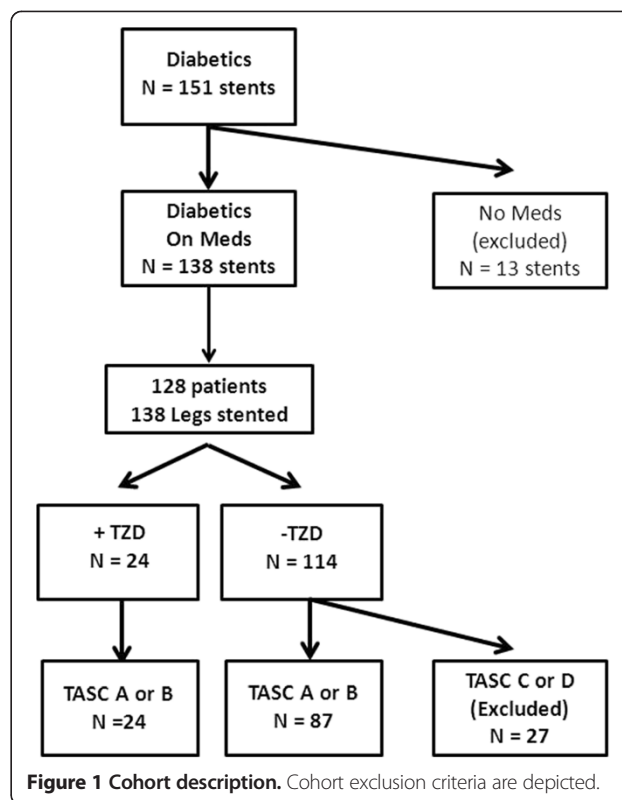 Diabetics
N = 151 stents
Diabetics
On Meds
N = 138 stents
No Meds
(excluded)
N = 13 stents
128 patients
138 Legs stented
+ TZD
N = 24
-TZD
N = 114
TASC A or B
N =24
TASC A or B
N = 87
TASC C or D
(Excluded)
N = 27
Figure 1 Cohort description. Cohort exclusion criteria are depicted.